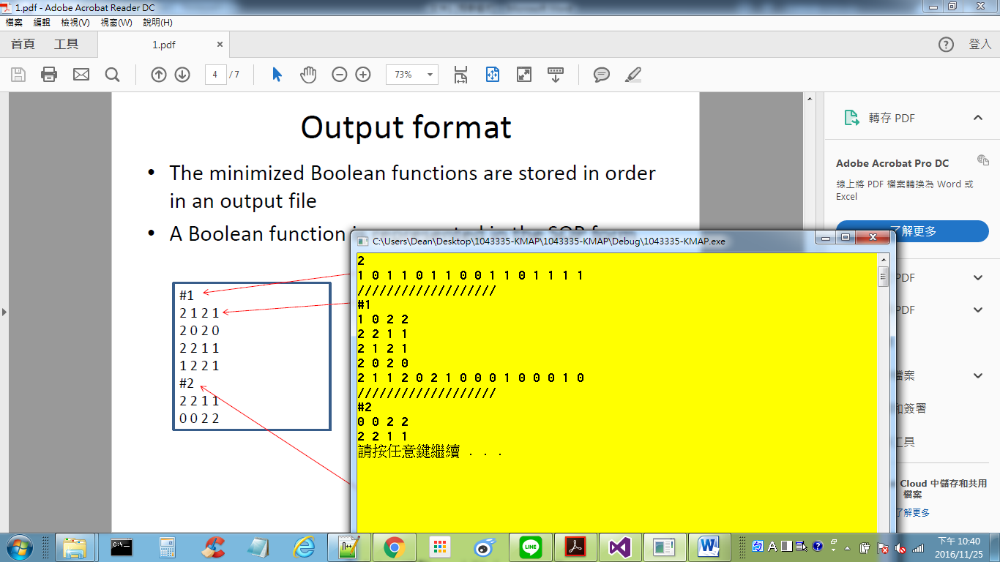 1.pdf - Adobe Acrobat Reader DC
檔案 編輯 檢視(V) 視窗(W) 說明(H)
首頁 工具 1.pdf × ? 登入
4 / 7 73%
Output format
• The minimized Boolean functions are stored in order
in an output file
• A Boolean function
#1
2 1 2 1
2 0 2 0
2 2 1 1
1 2 2 1
#2
2 2 1 1
0 0 2 2
C:\Users\Dean\Desktop\1043335-KMAP\1043335-KMAP\Debug\1043335-KMAP.exe
2
1 0 1 1 0 1 1 0 0 1 1 0 1 1 1 1
///////////////////
#1
1 0 2 2
2 2 1 1
2 1 2 1
2 0 2 0
2 1 1 2 0 2 1 0 0 0 1 0 0 0 1 0
///////////////////
#2
0 0 2 2
2 2 1 1
請按任意鍵繼續 . . .
轉存 PDF
Adobe Acrobat Pro DC
線上將 PDF 檔案轉換為 Word 或
Excel
了解更多
PDF
PDF
檔案
和簽署
工具
Cloud 中儲存和共用
檔案
了解更多
C:\_
LINE
W
A
下午 10:40
2016/11/25